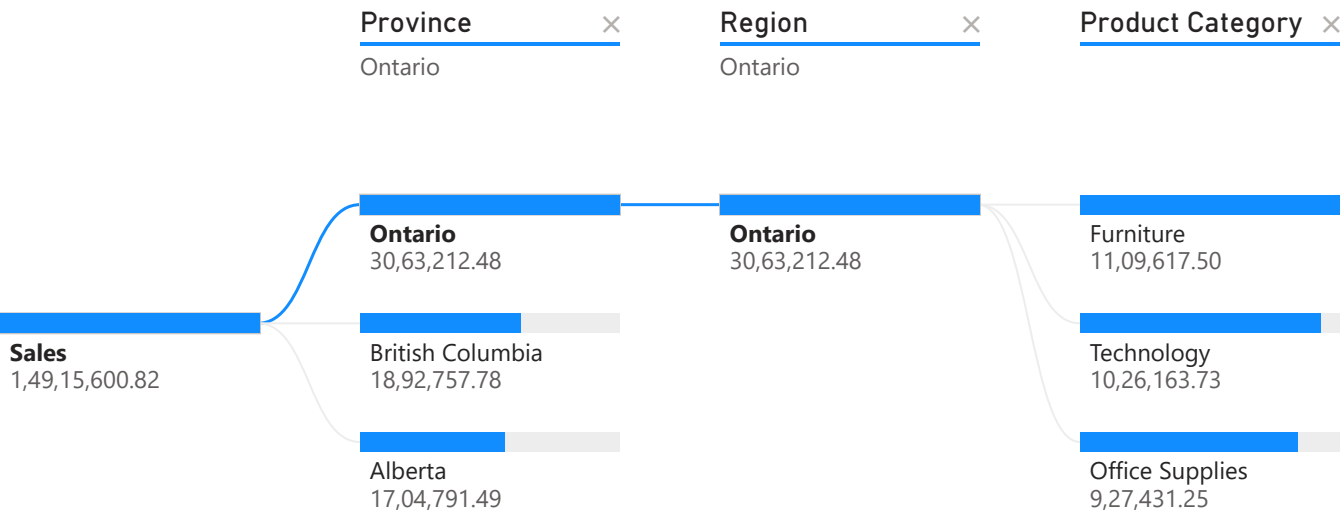 Province
Region
Product Category
Ontario
Ontario
Ontario
30,63,212.48
Ontario
30,63,212.48
Furniture
11,09,617.50
Sales
1,49,15,600.82
British Columbia
18,92,757.78
Technology
10,26,163.73
Alberta
17,04,791.49
Office Supplies
9,27,431.25